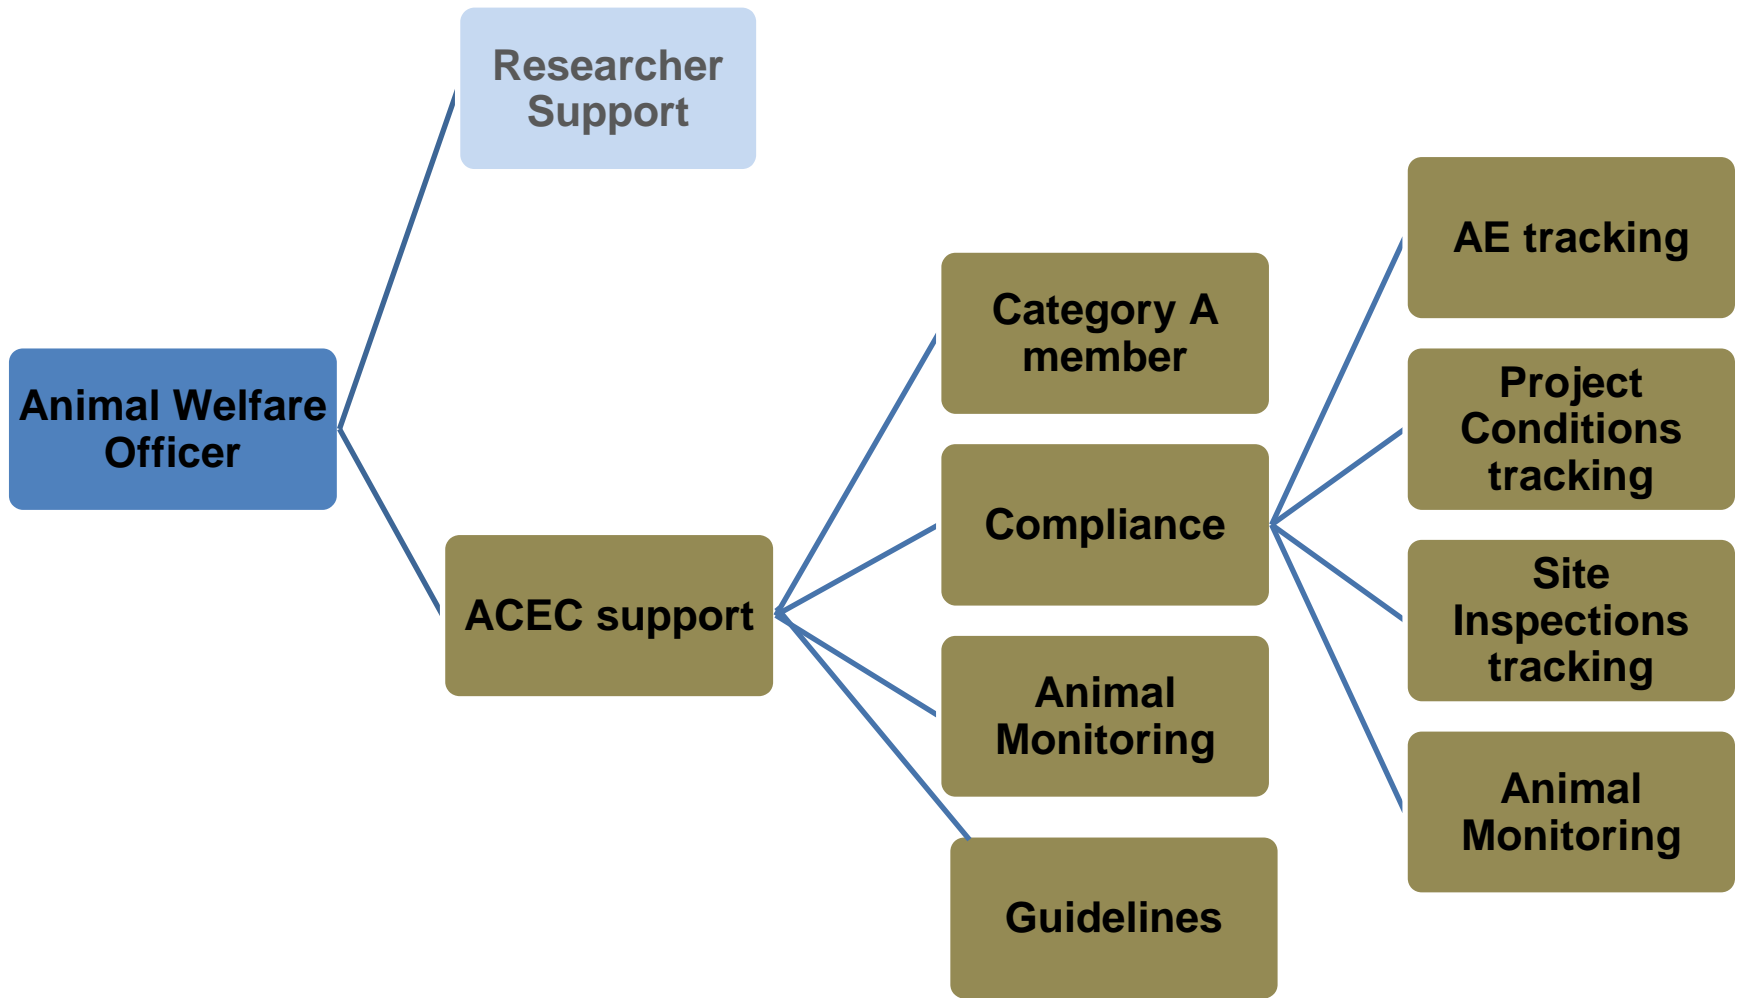 Researcher
Support
Animal Welfare
Officer
ACEC support
Category A
member
Compliance
Animal
Monitoring
Guidelines
AE tracking
Project
Conditions
tracking
Site
Inspections
tracking
Animal
Monitoring